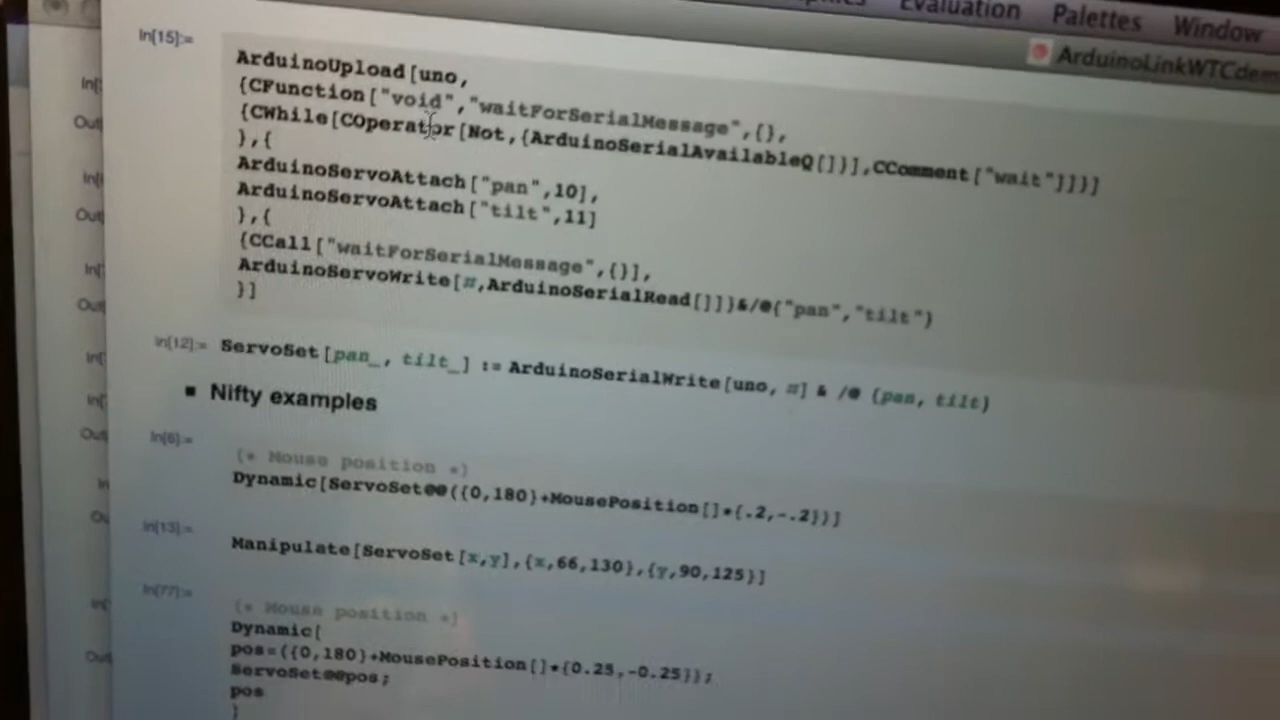 Evaluation Palettes Window
ArduinoLinkWTCdem
In[15]:=
ArduinoUpload[uno,
{CFunction["void","waitForSerialMessage",{},
{CWhile[COperator[Not,{ArduinoSerialAvailableQ[]}],CComment["wait"]]}]
},{
ArduinoServoAttach["pan",10],
ArduinoServoAttach["tilt",11]
},{
{CCall["waitForSerialMessage",{}],
ArduinoServoWrite[#,ArduinoSerialRead[]]}&/@{"pan","tilt"}
}]
In[12]:= ServoSet[pan_, tilt_] := ArduinoSerialWrite[uno, #] & /@ {pan, tilt}
▪ Nifty examples
In[6]:=
(* Mouse position *)
Dynamic[ServoSet@@({0,180}+MousePosition[]*{.2,-.2})]
In[13]:=
Manipulate[ServoSet[x,y],{x,66,130},{y,90,125}]
In[77]:=
(* Mouse position *)
Dynamic[
pos=({0,180}+MousePosition[]*{0.25,-0.25});
ServoSet@@pos;
pos
]